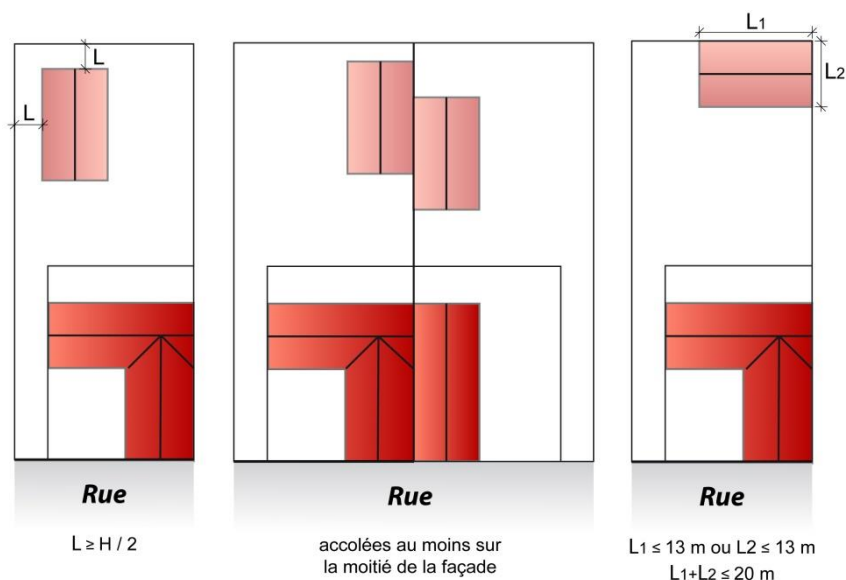 L
L
L1
L2
Rue
Rue
Rue
L ≥ H / 2
accolées au moins sur
la moitié de la façade
L1 ≤ 13 m ou L2 ≤ 13 m
L1+L2 ≤ 20 m